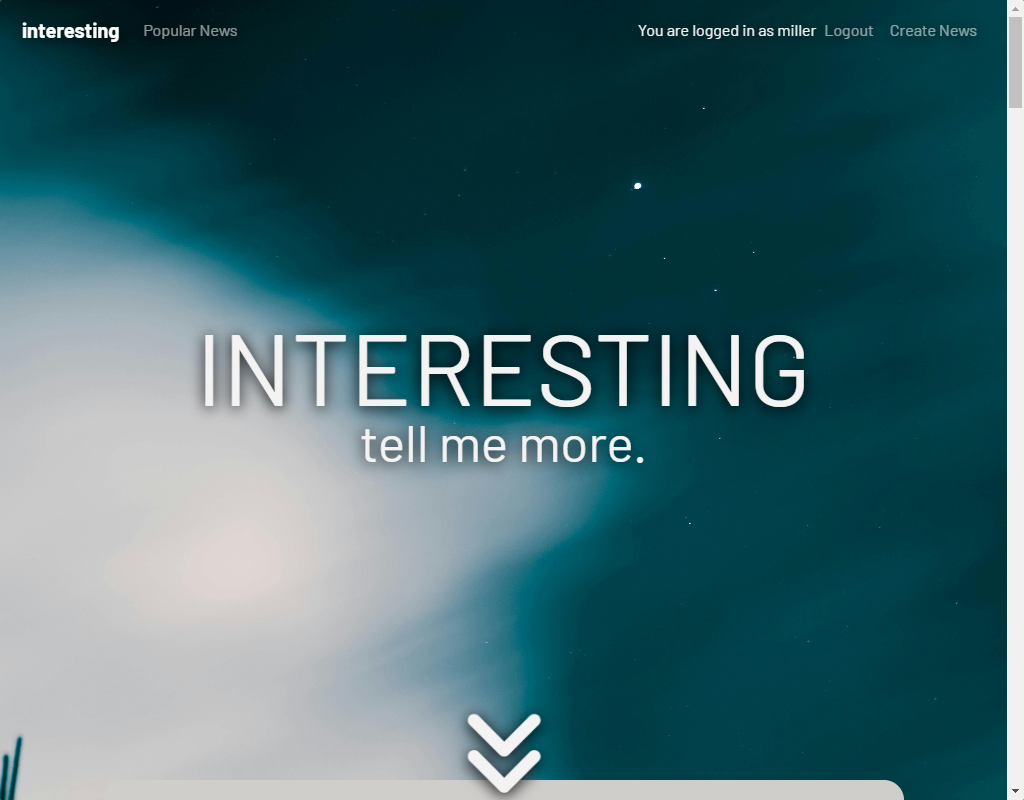 interesting Popular News You are logged in as miller Logout Create News
INTERESTING
tell me more.